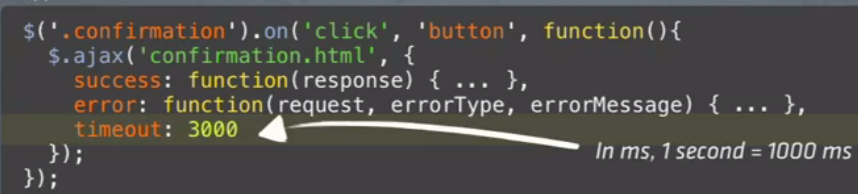 $('.confirmation').on('click', 'button', function(){
$.ajax('confirmation.html', {
success: function(response) { ... },
error: function(request, errorType, errorMessage) { ... },
timeout: 3000
In ms, 1 second = 1000 ms
});
});